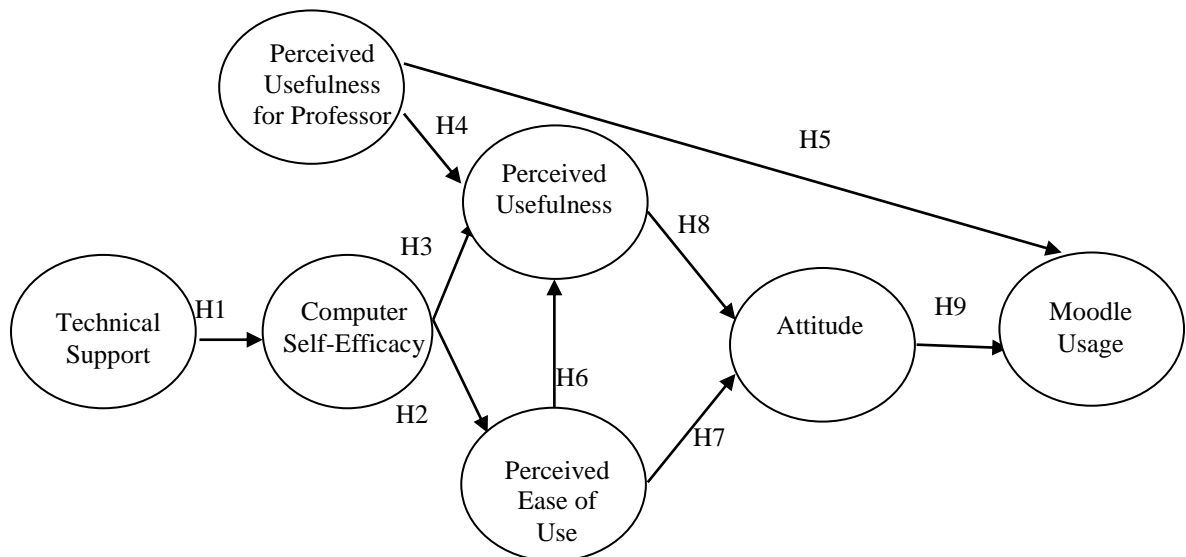 Perceived
Usefulness
for Professor
H4
H5
Perceived
Usefulness
H3
H8
H1
Technical
Support
Computer
Self-Efficacy
H2
H6
H7
Attitude
H9
Moodle
Usage
Perceived
Ease of
Use